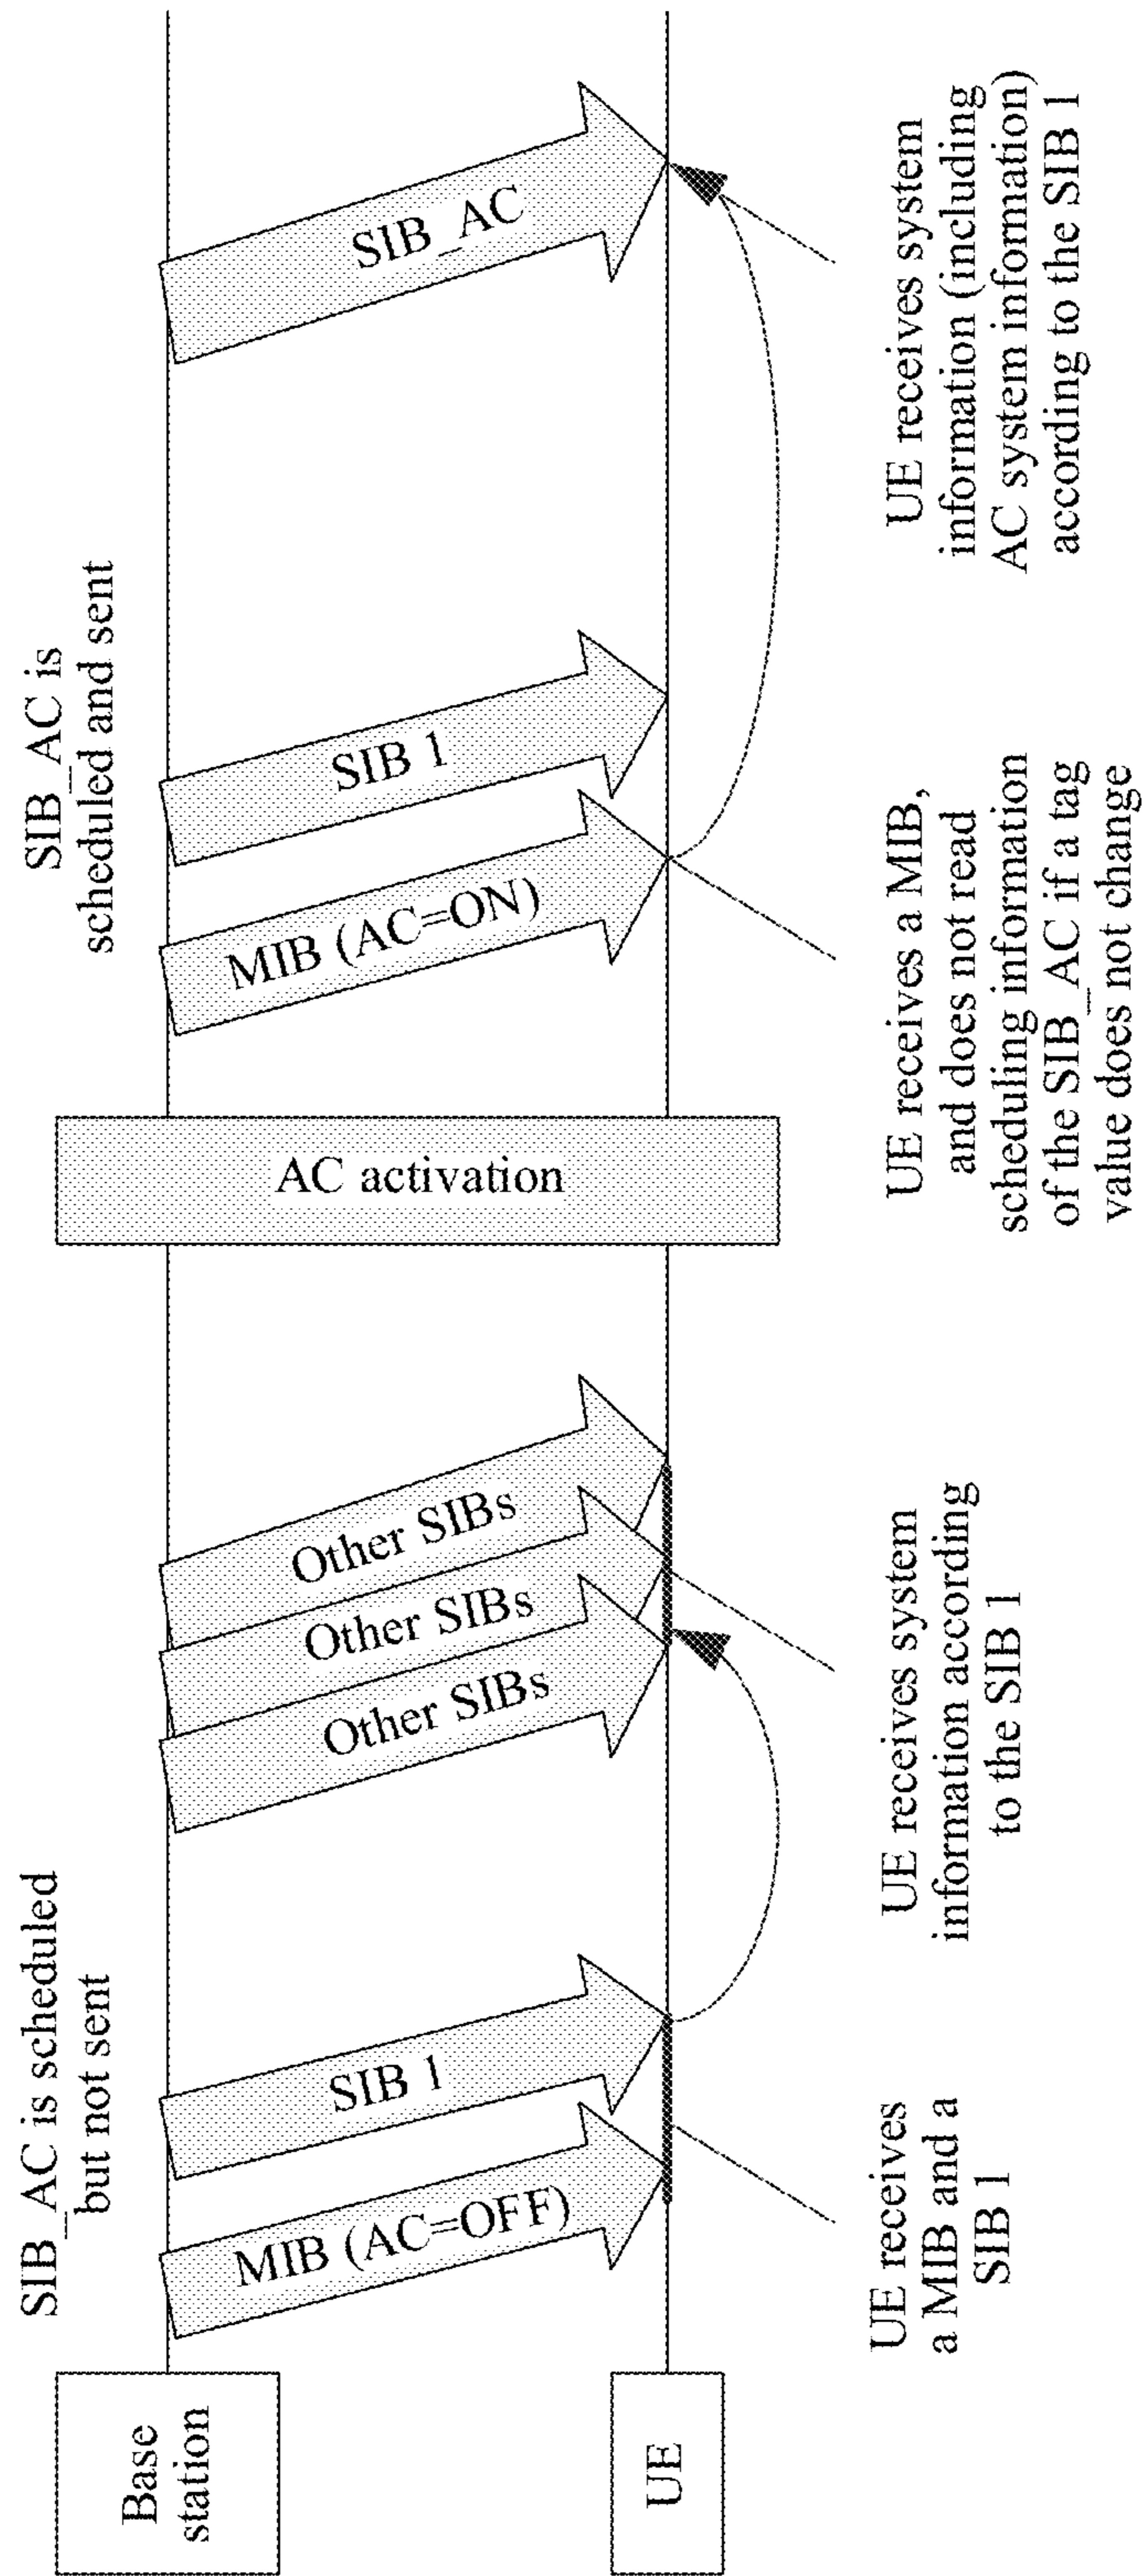 SIB_AC is scheduled
but not sent
SIB_AC is
scheduled and sent
Base
station
MIB (AC=OFF)
SIB 1
Other SIBs
Other SIBs
Other SIBs
AC activation
MIB (AC=ON)
SIB 1
SIB_AC
UE
UE receives
a MIB and a
SIB 1
UE receives system
information according
to the SIB 1
UE receives a MIB,
and does not read
scheduling information
of the SIB_AC if a tag
value does not change
UE receives system
information (including
AC system information)
according to the SIB 1